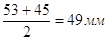 53 + 45 / 2 = 49 мм